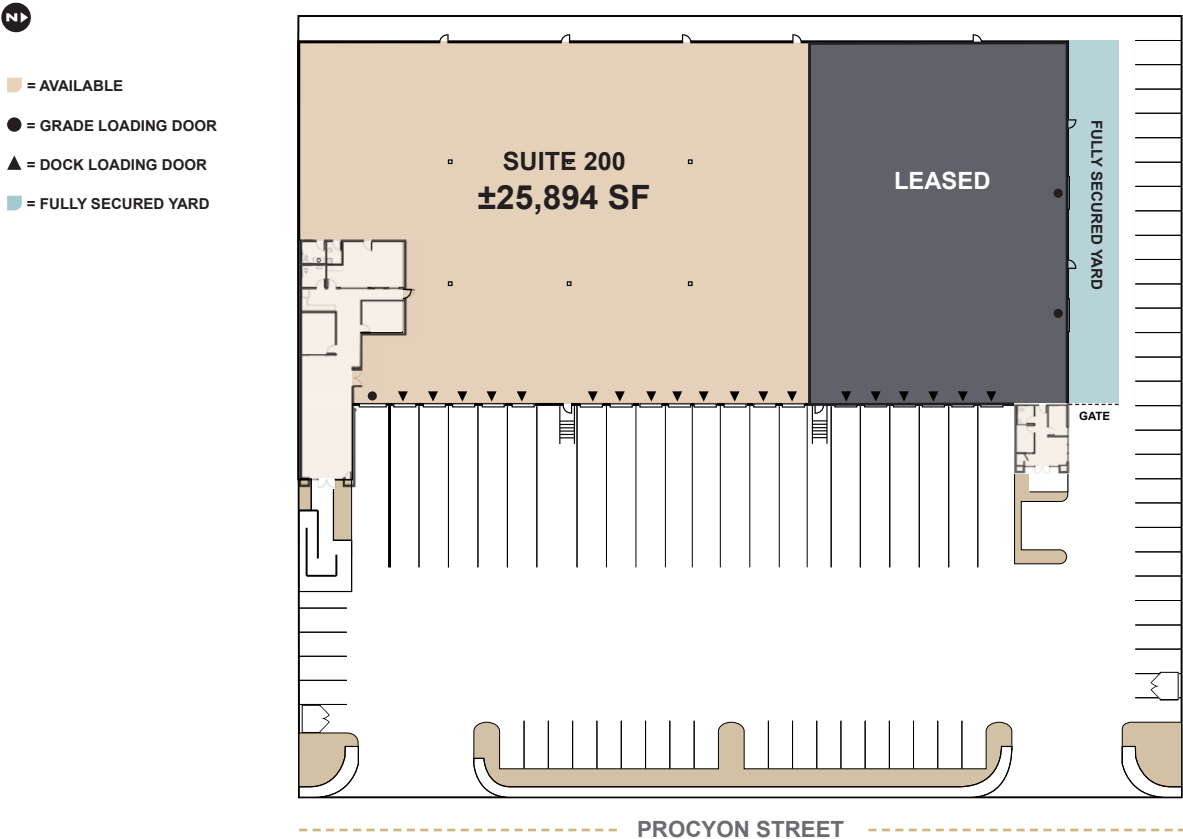 N
= AVAILABLE
= GRADE LOADING DOOR
= DOCK LOADING DOOR
= FULLY SECURED YARD
SUITE 200
±25,894 SF
LEASED
FULLY SECURED YARD
GATE
PROCYON STREET